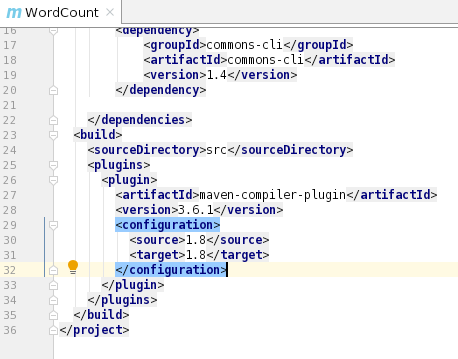 m WordCount
16 <dependency>
17 <groupId>commons-cli</groupId>
18 <artifactId>commons-cli</artifactId>
19 <version>1.4</version>
20 </dependency>
21
22 </dependencies>
23 <build>
24 <sourceDirectory>src</sourceDirectory>
25 <plugins>
26 <plugin>
27 <artifactId>maven-compiler-plugin</artifactId>
28 <version>3.6.1</version>
29 <configuration>
30 <source>1.8</source>
31 <target>1.8</target>
32 </configuration>
33 </plugin>
34 </plugins>
35 </build>
36 </project>